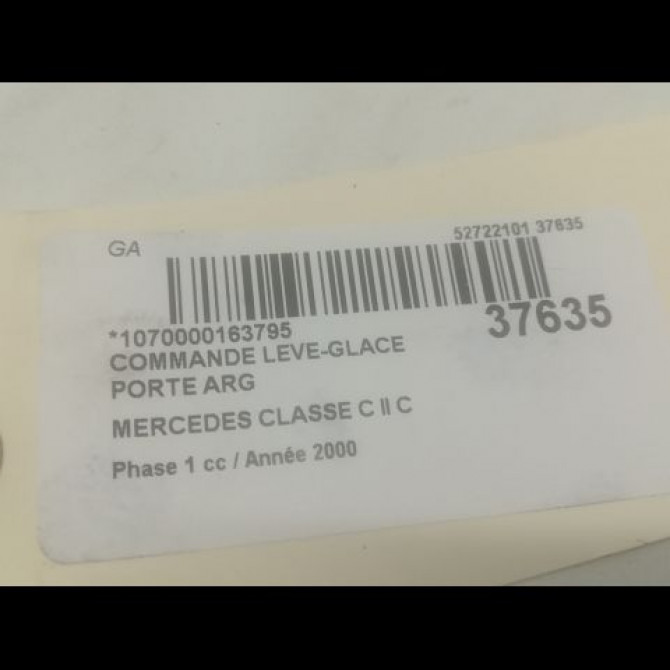 GA
52722101 37635
*1070000163795
37635
COMMANDE LEVE-GLACE
PORTE ARG
MERCEDES CLASSE C II C
Phase 1 cc / Année 2000